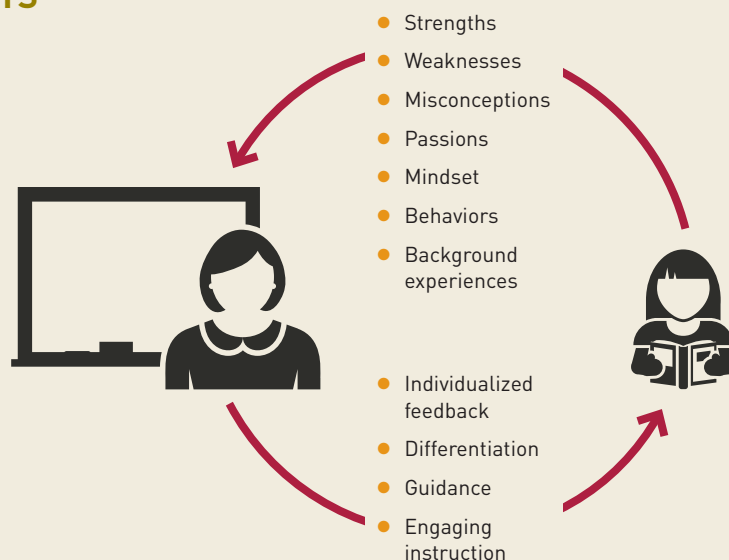 Strengths
Weaknesses
Misconceptions
Passions
Mindset
Behaviors
Background
experiences
Individualized
feedback
Differentiation
Guidance
Engaging
instruction